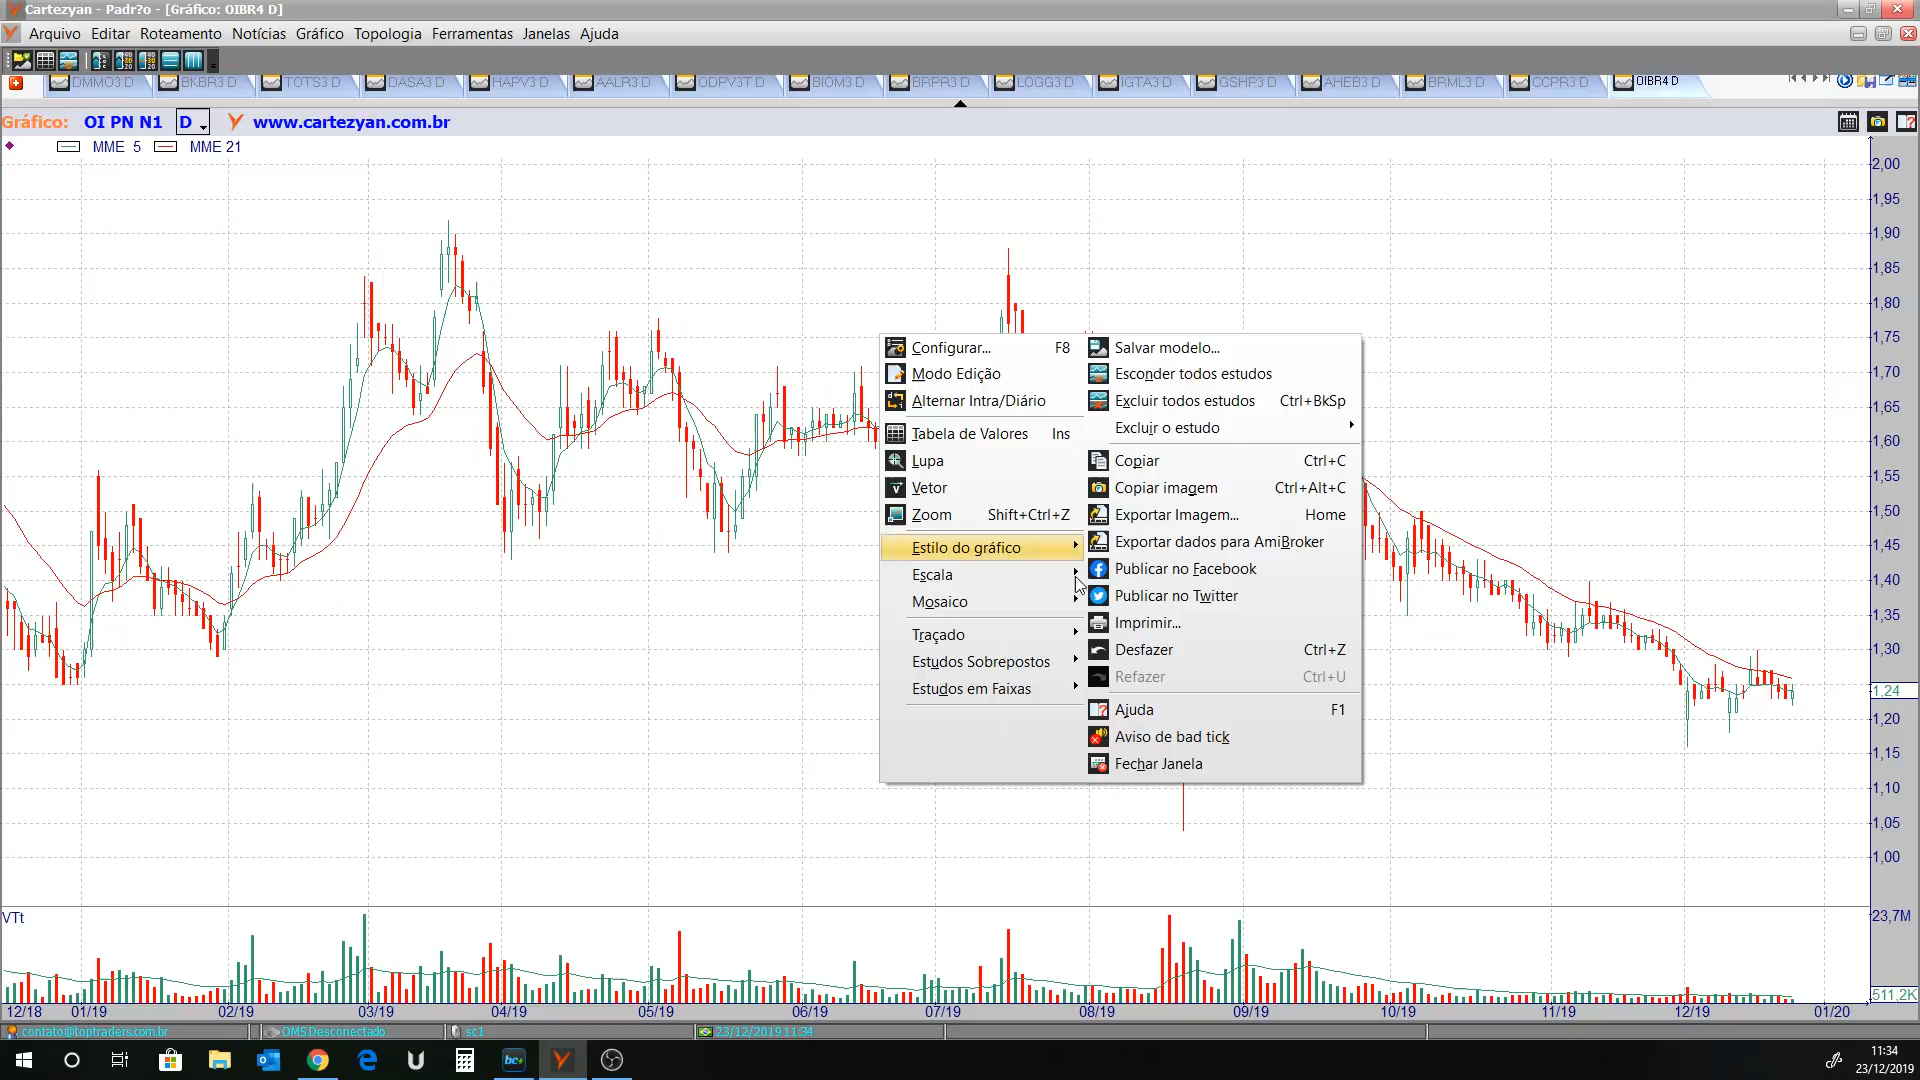 Cartezyan - Padr?o - [Gráfico: OIBR4 D]
Arquivo Editar Roteamento Notícias Gráfico Topologia Ferramentas Janelas Ajuda
DMMO3 D BKBR3 D TOTS3 D DASA3 D HAPV3 D AALR3 D ODPV3T D BIOM3 D BRPR3 D LOGG3 D IGTA3 D GSHP3 D AHEB3 D BRML3 D CCPR3 D OIBR4 D
Gráfico: OI PN N1 D www.cartezyan.com.br
MME 5 MME 21
2,00
1,95
1,90
1,85
1,80
1,75
1,70
1,65
1,60
1,55
1,50
1,45
1,40
1,35
1,30
1,24
1,20
1,15
1,10
1,05
1,00
Configurar... F8
Modo Edição
Alternar Intra/Diário
Tabela de Valores Ins
Lupa
Vetor
Zoom Shift+Ctrl+Z
Estilo do gráfico
Escala
Mosaico
Traçado
Estudos Sobrepostos
Estudos em Faixas
Salvar modelo...
Esconder todos estudos
Excluir todos estudos Ctrl+BkSp
Excluir o estudo
Copiar Ctrl+C
Copiar imagem Ctrl+Alt+C
Exportar Imagem... Home
Exportar dados para AmiBroker
Publicar no Facebook
Publicar no Twitter
Imprimir...
Desfazer Ctrl+Z
Refazer Ctrl+U
Ajuda F1
Aviso de bad tick
Fechar Janela
VTt
23,7M
511,2K
12/18 01/19 02/19 03/19 04/19 05/19 06/19 07/19 08/19 09/19 10/19 11/19 12/19 01/20
contato@toptraders.com.br OMS Desconectado sc1 23/12/2019 11:34
bc+
11:34
23/12/2019